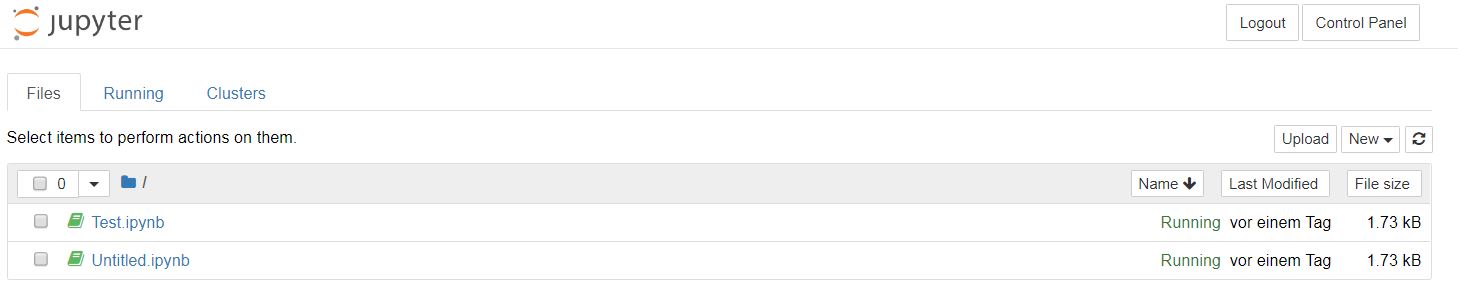 jupyter
Logout Control Panel
Files Running Clusters
Select items to perform actions on them.
Upload New
0 / Name Last Modified File size
Test.ipynb Running vor einem Tag 1.73 kB
Untitled.ipynb Running vor einem Tag 1.73 kB